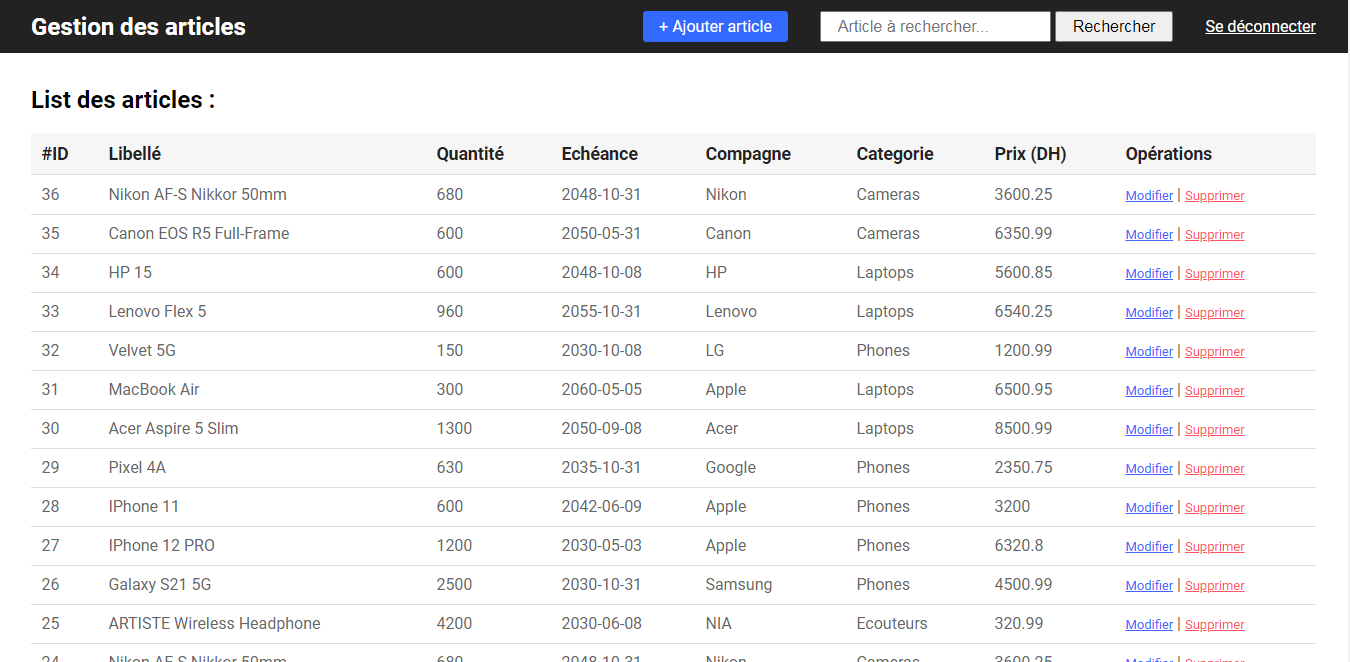 Gestion des articles + Ajouter article Article à rechercher... Rechercher Se déconnecter
List des articles :
#ID Libellé Quantité Echéance Compagne Categorie Prix (DH) Opérations
36 Nikon AF-S Nikkor 50mm 680 2048-10-31 Nikon Cameras 3600.25 Modifier | Supprimer
35 Canon EOS R5 Full-Frame 600 2050-05-31 Canon Cameras 6350.99 Modifier | Supprimer
34 HP 15 600 2048-10-08 HP Laptops 5600.85 Modifier | Supprimer
33 Lenovo Flex 5 960 2055-10-31 Lenovo Laptops 6540.25 Modifier | Supprimer
32 Velvet 5G 150 2030-10-08 LG Phones 1200.99 Modifier | Supprimer
31 MacBook Air 300 2060-05-05 Apple Laptops 6500.95 Modifier | Supprimer
30 Acer Aspire 5 Slim 1300 2050-09-08 Acer Laptops 8500.99 Modifier | Supprimer
29 Pixel 4A 630 2035-10-31 Google Phones 2350.75 Modifier | Supprimer
28 IPhone 11 600 2042-06-09 Apple Phones 3200 Modifier | Supprimer
27 IPhone 12 PRO 1200 2030-05-03 Apple Phones 6320.8 Modifier | Supprimer
26 Galaxy S21 5G 2500 2030-10-31 Samsung Phones 4500.99 Modifier | Supprimer
25 ARTISTE Wireless Headphone 4200 2030-06-08 NIA Ecouteurs 320.99 Modifier | Supprimer
24 Nikon AF-S Nikkor 50mm 680 2048-10-31 Nikon Cameras 3600.25 Modifier | Supprimer